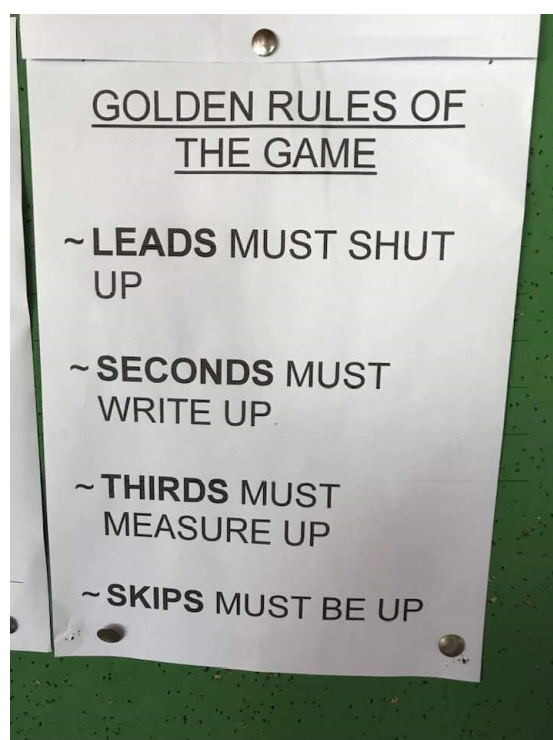 GOLDEN RULES OF
THE GAME
~ LEADS MUST SHUT
UP
~ SECONDS MUST
WRITE UP
~ THIRDS MUST
MEASURE UP
~ SKIPS MUST BE UP